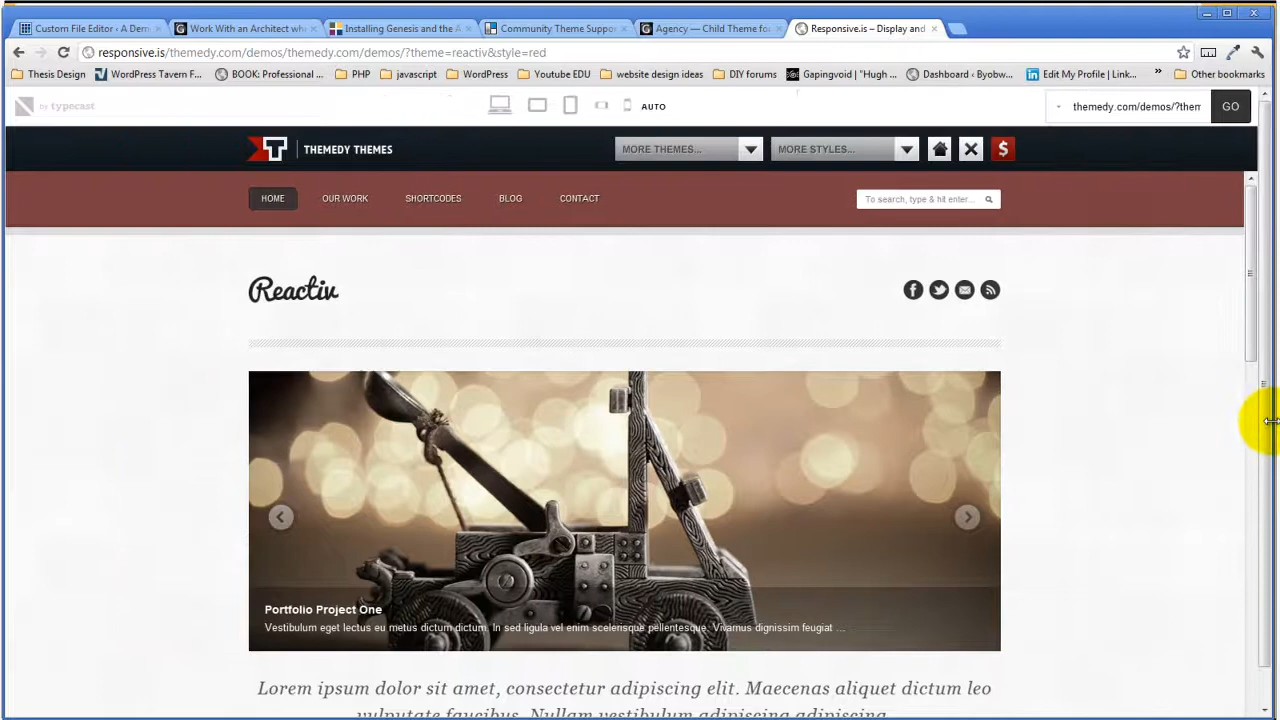 Custom File Editor - A Dem
Work With an Architect wh
Installing Genesis and the A
Community Theme Suppo
Agency — Child Theme fo
Responsive.is – Display and
responsive.is/themedy.com/demos/themedy.com/demos/?theme=reactiv&style=red
Thesis Design
WordPress Tavern F...
BOOK: Professional ...
PHP
javascript
WordPress
Youtube EDU
website design ideas
DIY forums
Gapingvoid | "Hugh ...
Dashboard ‹ Byobw...
Edit My Profile | Link...
»
Other bookmarks
by typecast
AUTO
themedy.com/demos/?them
GO
THEMEDY THEMES
MORE THEMES...
MORE STYLES...
$
HOME
OUR WORK
SHORTCODES
BLOG
CONTACT
To search, type & hit enter...
Reactiv
Portfolio Project One
Vestibulum eget lectus eu metus dictum dictum. In sed ligula vel enim scelerisque pellentesque. Vivamus dignissim feugiat ...
Lorem ipsum dolor sit amet, consectetur adipiscing elit. Maecenas aliquet dictum leo
vulputate faucibus. Nullam vestibulum adipiscing adipiscing.